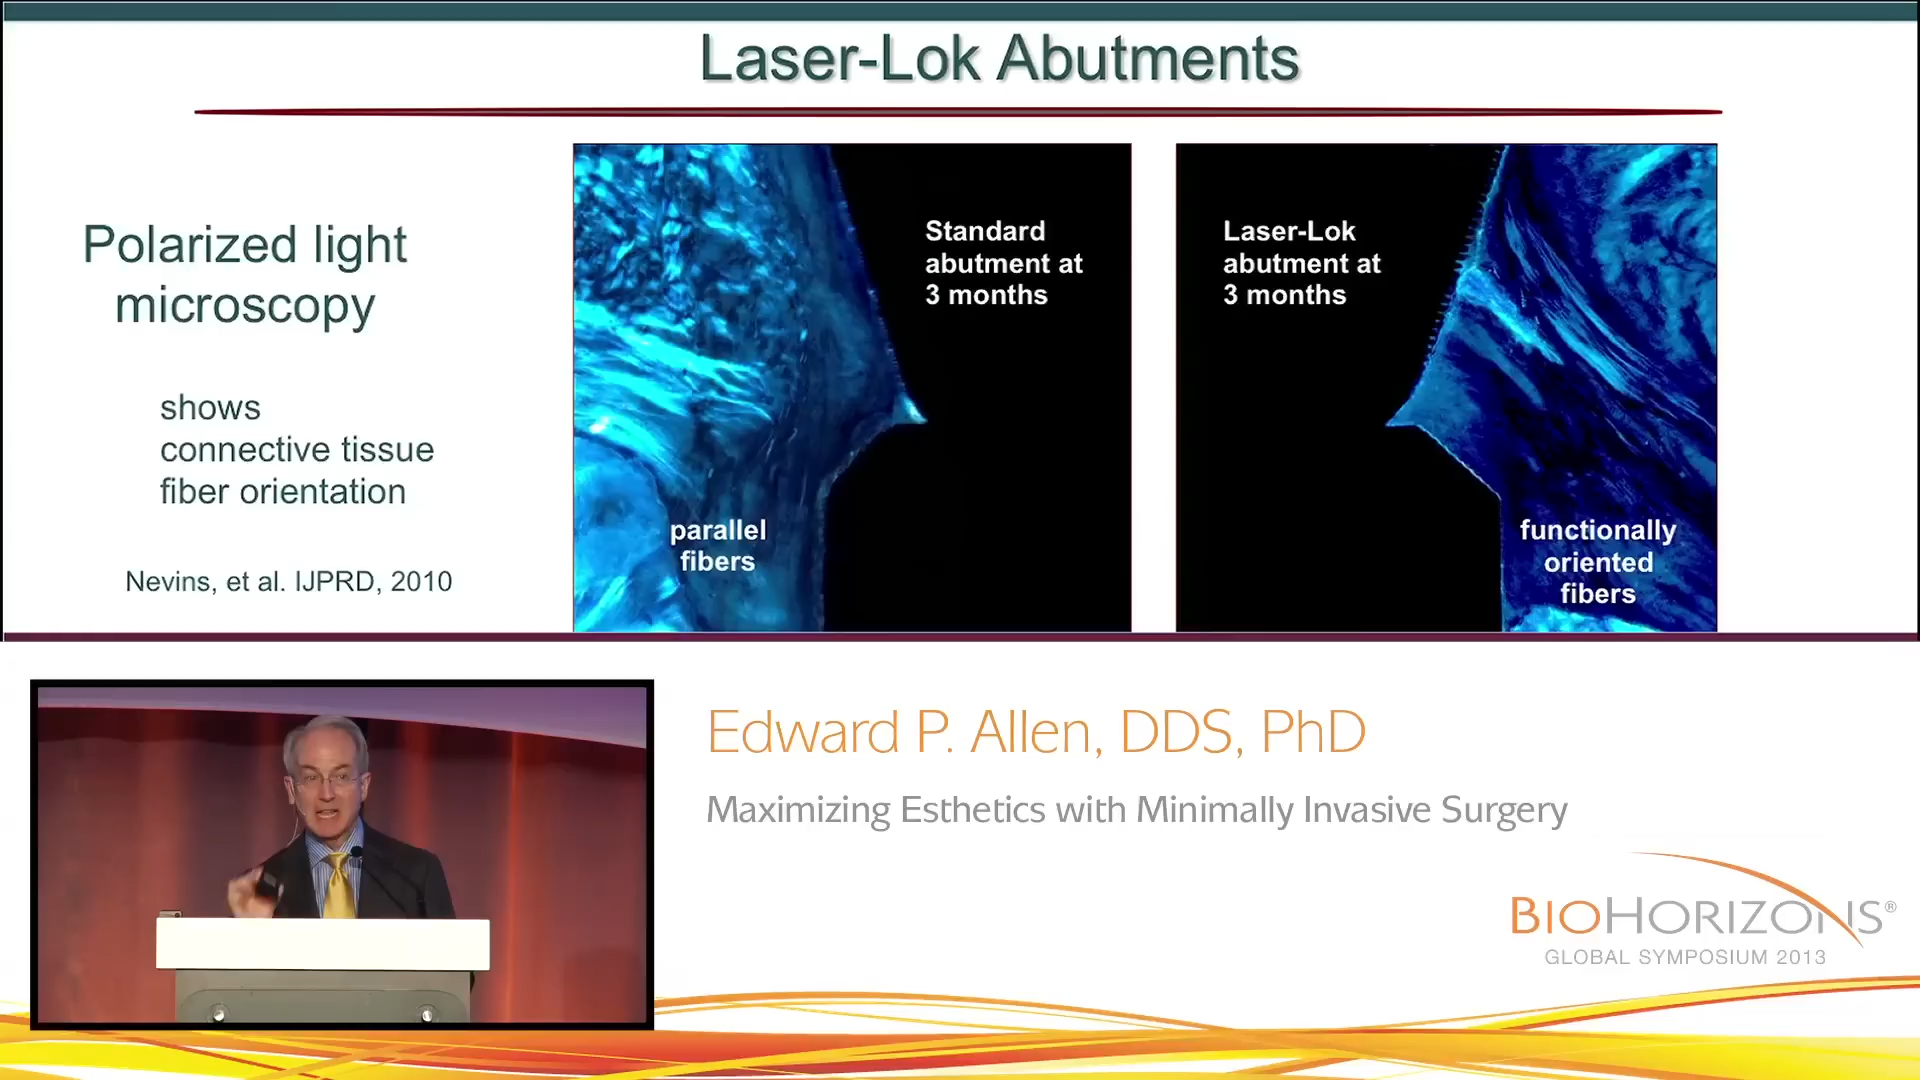 Laser-Lok Abutments
Polarized light
microscopy
shows
connective tissue
fiber orientation
Nevins, et al. IJPRD, 2010
Standard
abutment at
3 months
parallel
fibers
Laser-Lok
abutment at
3 months
functionally
oriented
fibers
Edward P. Allen, DDS, PhD
Maximizing Esthetics with Minimally Invasive Surgery
BIOHORIZONS®
GLOBAL SYMPOSIUM 2013